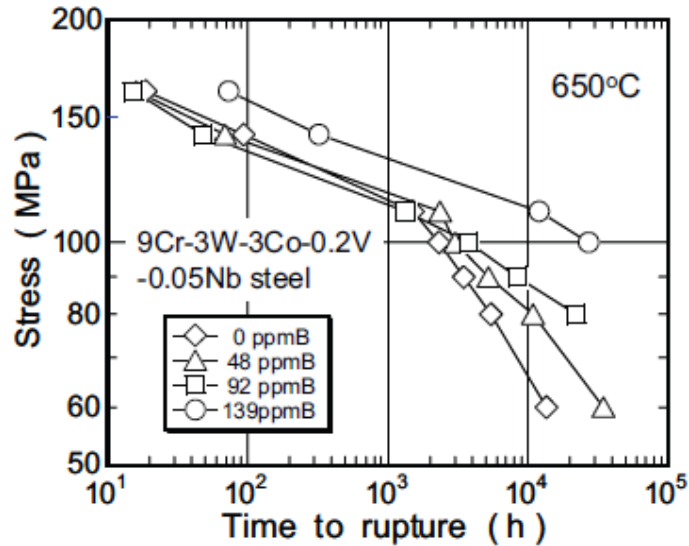 200
150
100
80
60
50
Stress ( MPa)
650°C
9Cr-3W-3Co-0.2V
-0.05Nb steel
0 ppmB
48 ppmB
92 ppmB
139ppmB
10¹ 10² 10³ 10⁴ 10⁵
Time to rupture ( h )